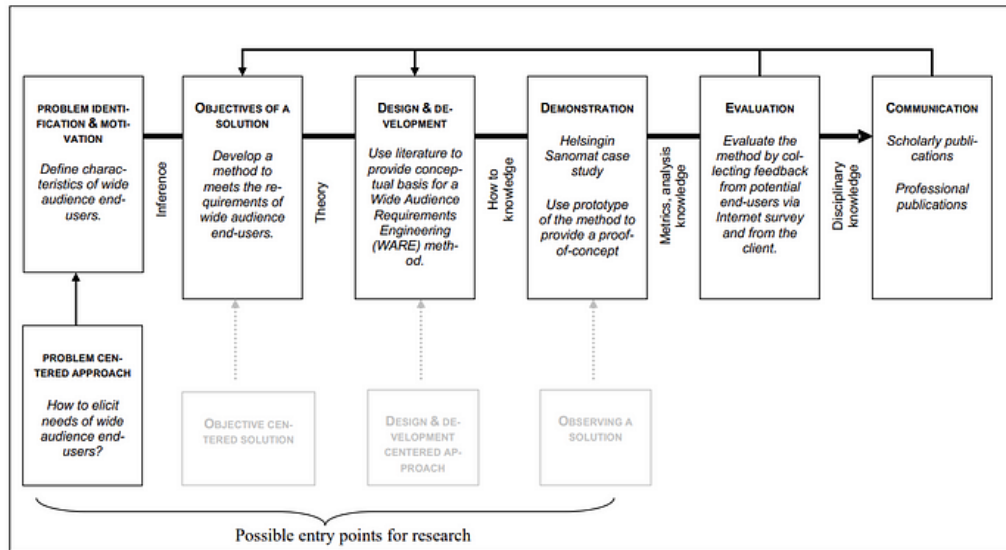 PROBLEM IDENTI-
FICATION & MOTI-
VATION
Define charac-
teristics of wide
audience end-
users.
Inference
OBJECTIVES OF A
SOLUTION
Develop a
method to
meets the re-
quirements of
wide audience
end-users.
Theory
DESIGN & DE-
VELOPMENT
Use literature to
provide concep-
tual basis for a
Wide Audience
Requirements
Engineering
(WARE) meth-
od.
How to
knowledge
DEMONSTRATION
Helsingin
Sanomat case
study
Use prototype
of the method to
provide a proof-
of-concept
Metrics, analysis
knowledge
EVALUATION
Evaluate the
method by col-
lecting feedback
from potential
end-users via
Internet survey
and from the
client.
Disciplinary
knowledge
COMMUNICATION
Scholarly publi-
cations
Professional
publications
PROBLEM CEN-
TERED APPROACH
How to elicit
needs of wide
audience end-
users?
OBJECTIVE CEN-
TERED SOLUTION
DESIGN & DE-
VELOPMENT
CENTERED AP-
PROACH
OBSERVING A
SOLUTION
Possible entry points for research